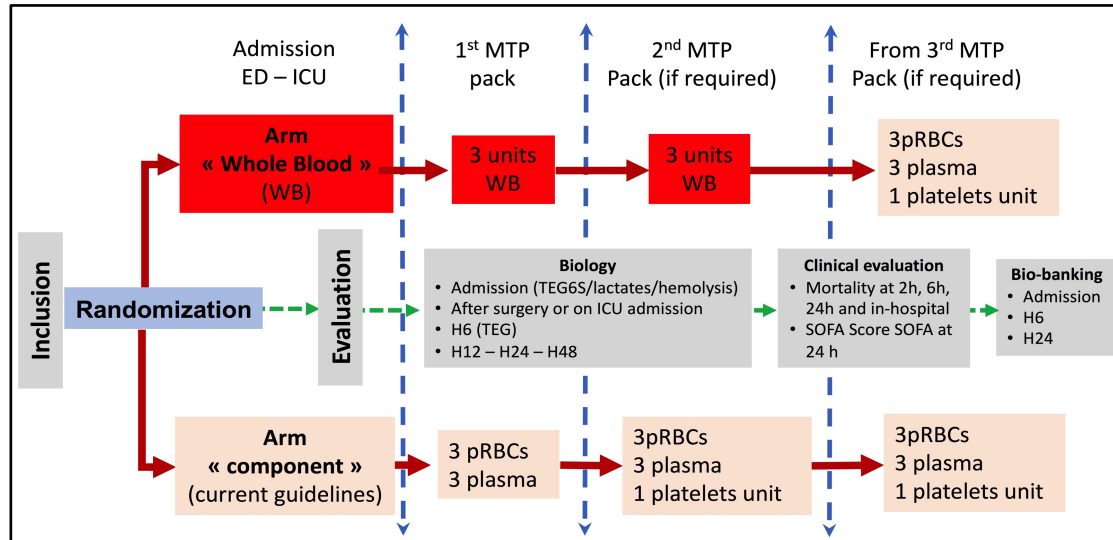 Admission
ED – ICU
1st MTP
pack
2nd MTP
Pack (if required)
From 3rd MTP
Pack (if required)
Arm
« Whole Blood »
(WB)
3 units
WB
3 units
WB
3pRBCs
3 plasma
1 platelets unit
Inclusion
Randomization
Evaluation
Biology
• Admission (TEG6S/lactates/hemolysis)
• After surgery or on ICU admission
• H6 (TEG)
• H12 – H24 – H48
Clinical evaluation
• Mortality at 2h, 6h,
24h and in-hospital
• SOFA Score SOFA at
24 h
Bio-banking
• Admission
• H6
• H24
Arm
« component »
(current guidelines)
3 pRBCs
3 plasma
3pRBCs
3 plasma
1 platelets unit
3pRBCs
3 plasma
1 platelets unit